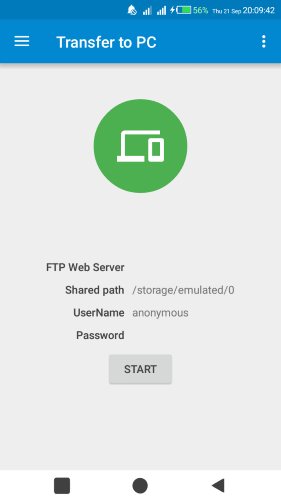 56% Thu 21 Sep 20:09:42
Transfer to PC
FTP Web Server
Shared path /storage/emulated/0
UserName anonymous
Password
START